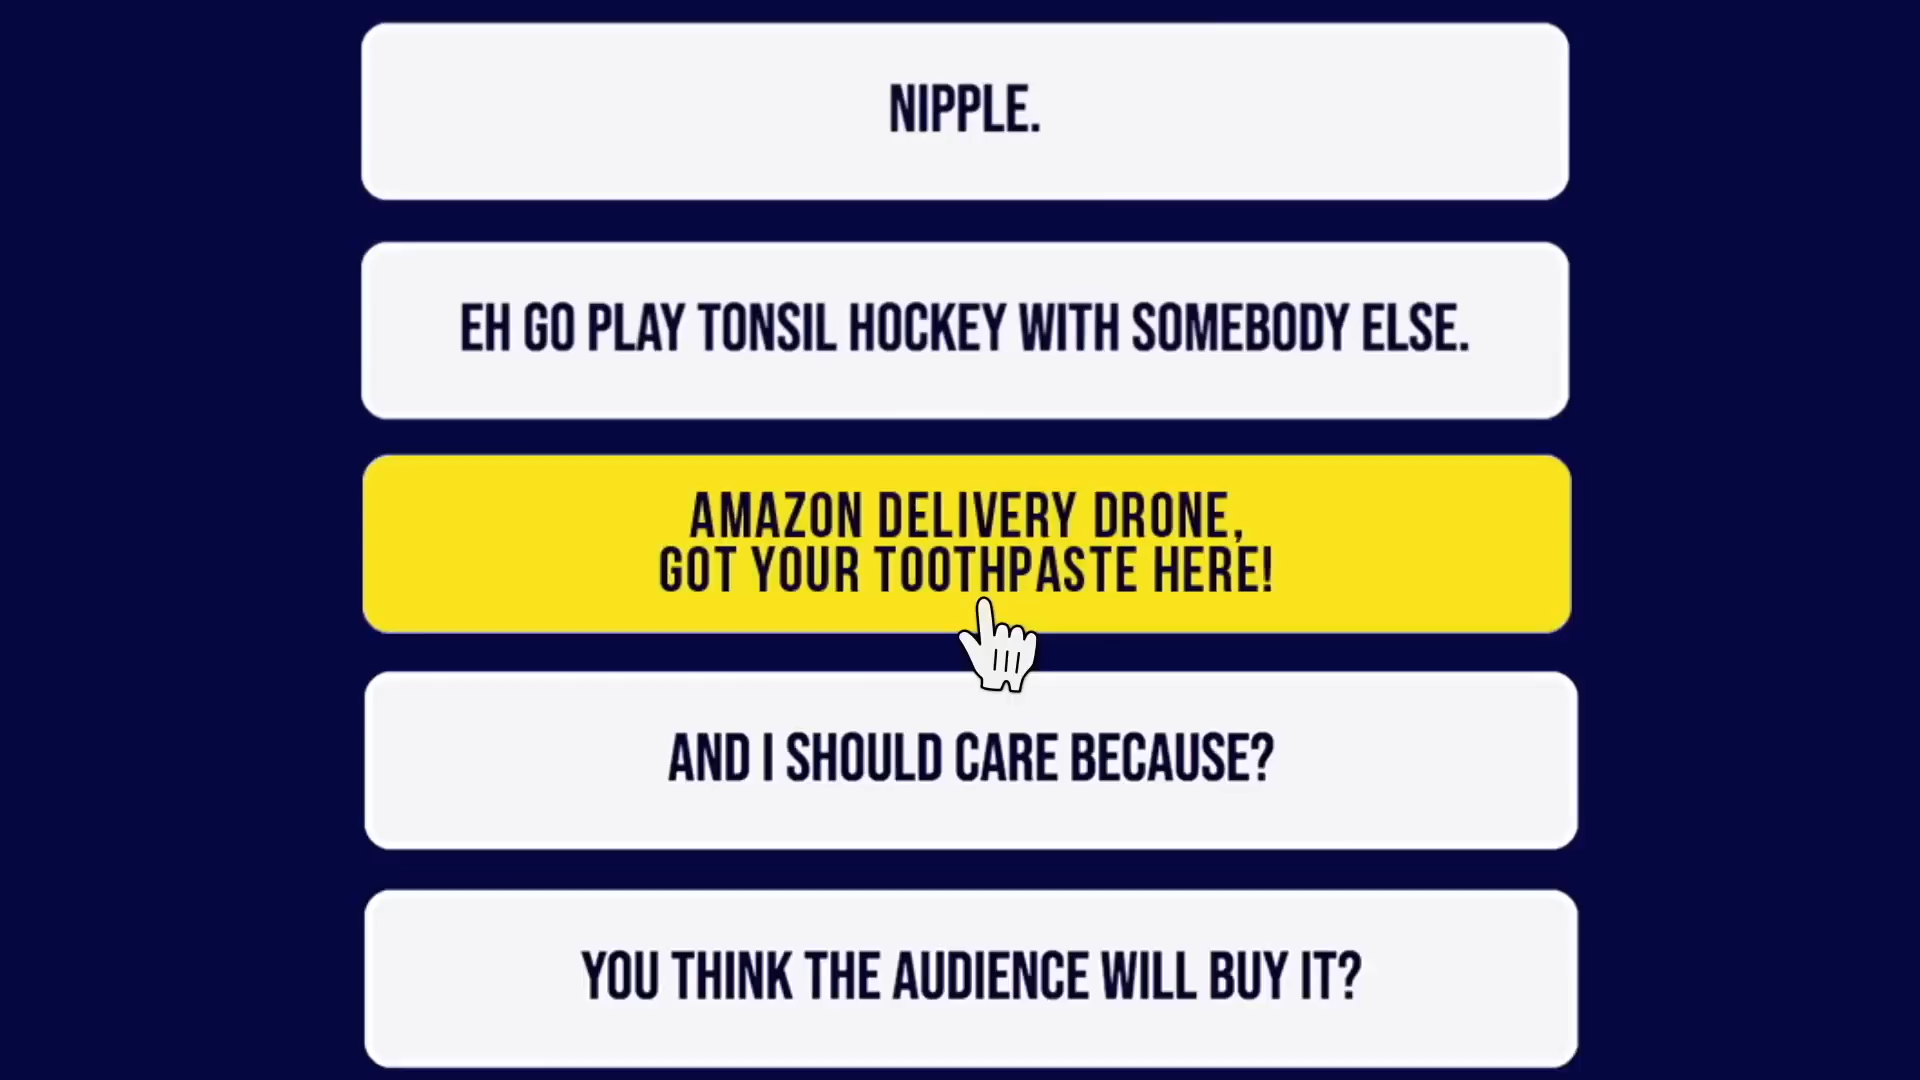 NIPPLE.
EH GO PLAY TONSIL HOCKEY WITH SOMEBODY ELSE.
AMAZON DELIVERY DRONE,
GOT YOUR TOOTHPASTE HERE!
AND I SHOULD CARE BECAUSE?
YOU THINK THE AUDIENCE WILL BUY IT?